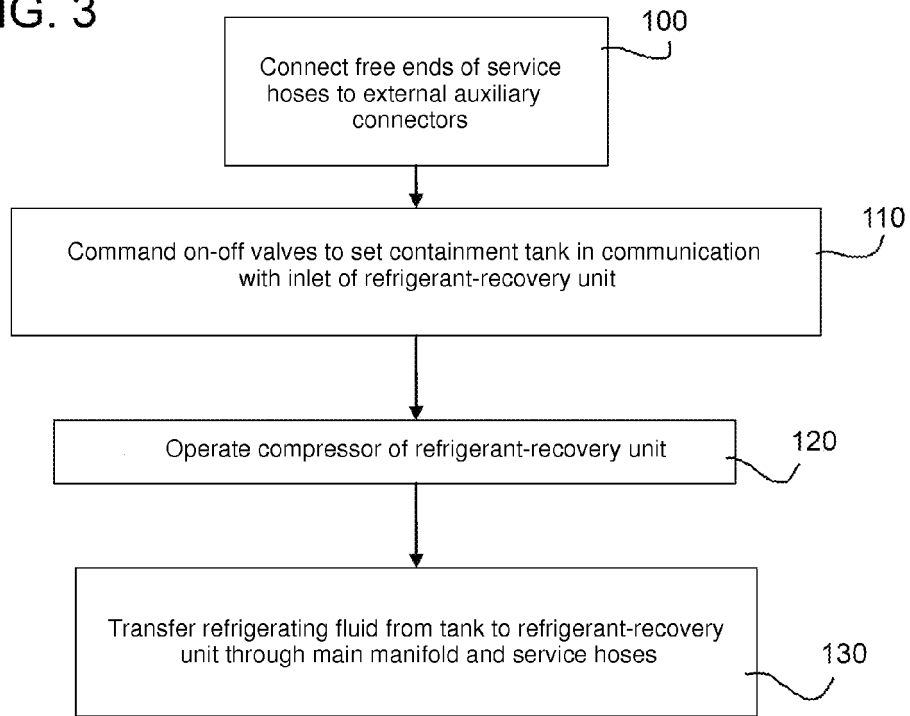 IG. 3
100
Connect free ends of service
hoses to external auxiliary
connectors
110
Command on-off valves to set containment tank in communication
with inlet of refrigerant-recovery unit
120
Operate compressor of refrigerant-recovery unit
Transfer refrigerating fluid from tank to refrigerant-recovery
unit through main manifold and service hoses
130